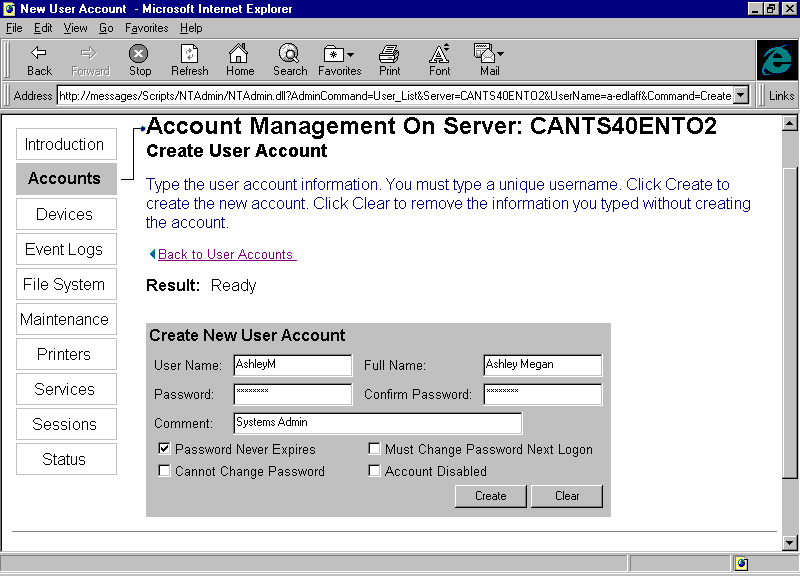 New User Account - Microsoft Internet Explorer
File Edit View Go Favorites Help
Back Forward Stop Refresh Home Search Favorites Print Font Mail
Address http://messages/Scripts/NTAdmin/NTAdmin.dll?AdminCommand=User_List&Server=CANTS40ENTO2&UserName=a-edlaff&Command=Create Links
Introduction
Accounts
Devices
Event Logs
File System
Maintenance
Printers
Services
Sessions
Status
Account Management On Server: CANTS40ENTO2
Create User Account
Type the user account information. You must type a unique username. Click Create to
create the new account. Click Clear to remove the information you typed without creating
the account.
Back to User Accounts
Result: Ready
Create New User Account
User Name: AshleyM Full Name: Ashley Megan
Password: ******** Confirm Password: ********
Comment: Systems Admin
Password Never Expires Must Change Password Next Logon
Cannot Change Password Account Disabled
Create Clear